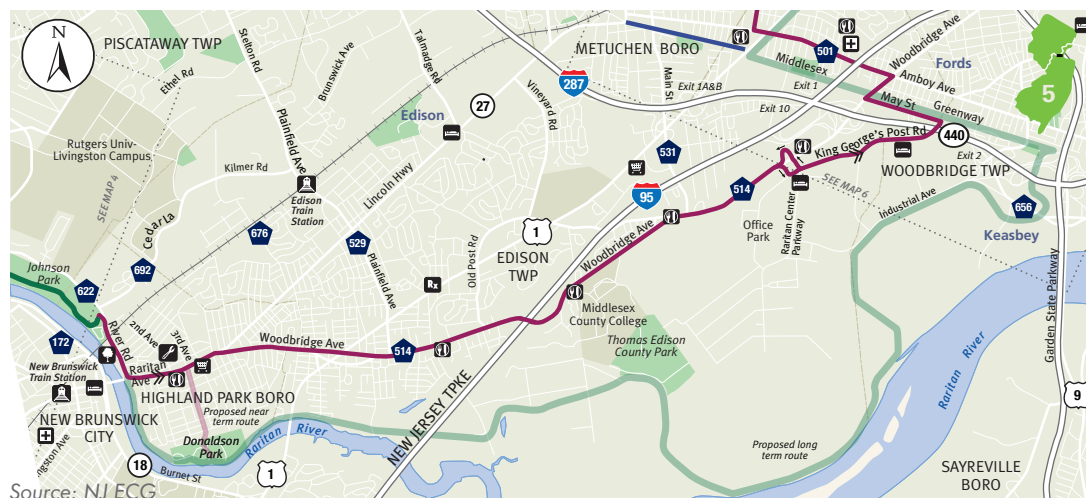 N
PISCATAWAY TWP
Ethel Rd
Stelton Rd
Brunswick Ave
Talmadge Rd
Edison
27
Vineyard Rd
287
METUCHEN BORO
Main St
Exit 1A&B
Middlesex
Exit 1
Exit 10
501
Woodbridge Ave
Fords
Amboy Ave
May St
Greenway
440
Exit 2
5
Rutgers Univ-
Livingston Campus
SEE MAP 4
Kilmer Rd
Plainfield Ave
Edison
Train
Station
Lincoln Hwy
531
95
514
King George's Post Rd
WOODBRIDGE TWP
SEE MAP 6
Industrial Ave
656
Keasbey
Office
Park
Raritan Center
Parkway
Garden State Parkway
Cedar La
676
692
529
Plainfield Ave
Rx
Old Post Rd
1
EDISON
TWP
Woodbridge Ave
Johnson
Park
622
172
River Rd
2nd Ave
3rd Ave
Raritan
Ave
Woodbridge Ave
514
Middlesex
County College
Thomas Edison
County Park
New Brunswick
Train Station
HIGHLAND PARK BORO
Proposed near
term route
NEW BRUNSWICK
CITY
Donaldson
Park
Raritan River
NEW JERSEY TPKE
Raritan River
Proposed long
term route
9
SAYREVILLE
BORO
ingston Ave
18
Burnet St
1
Source: NJ ECG